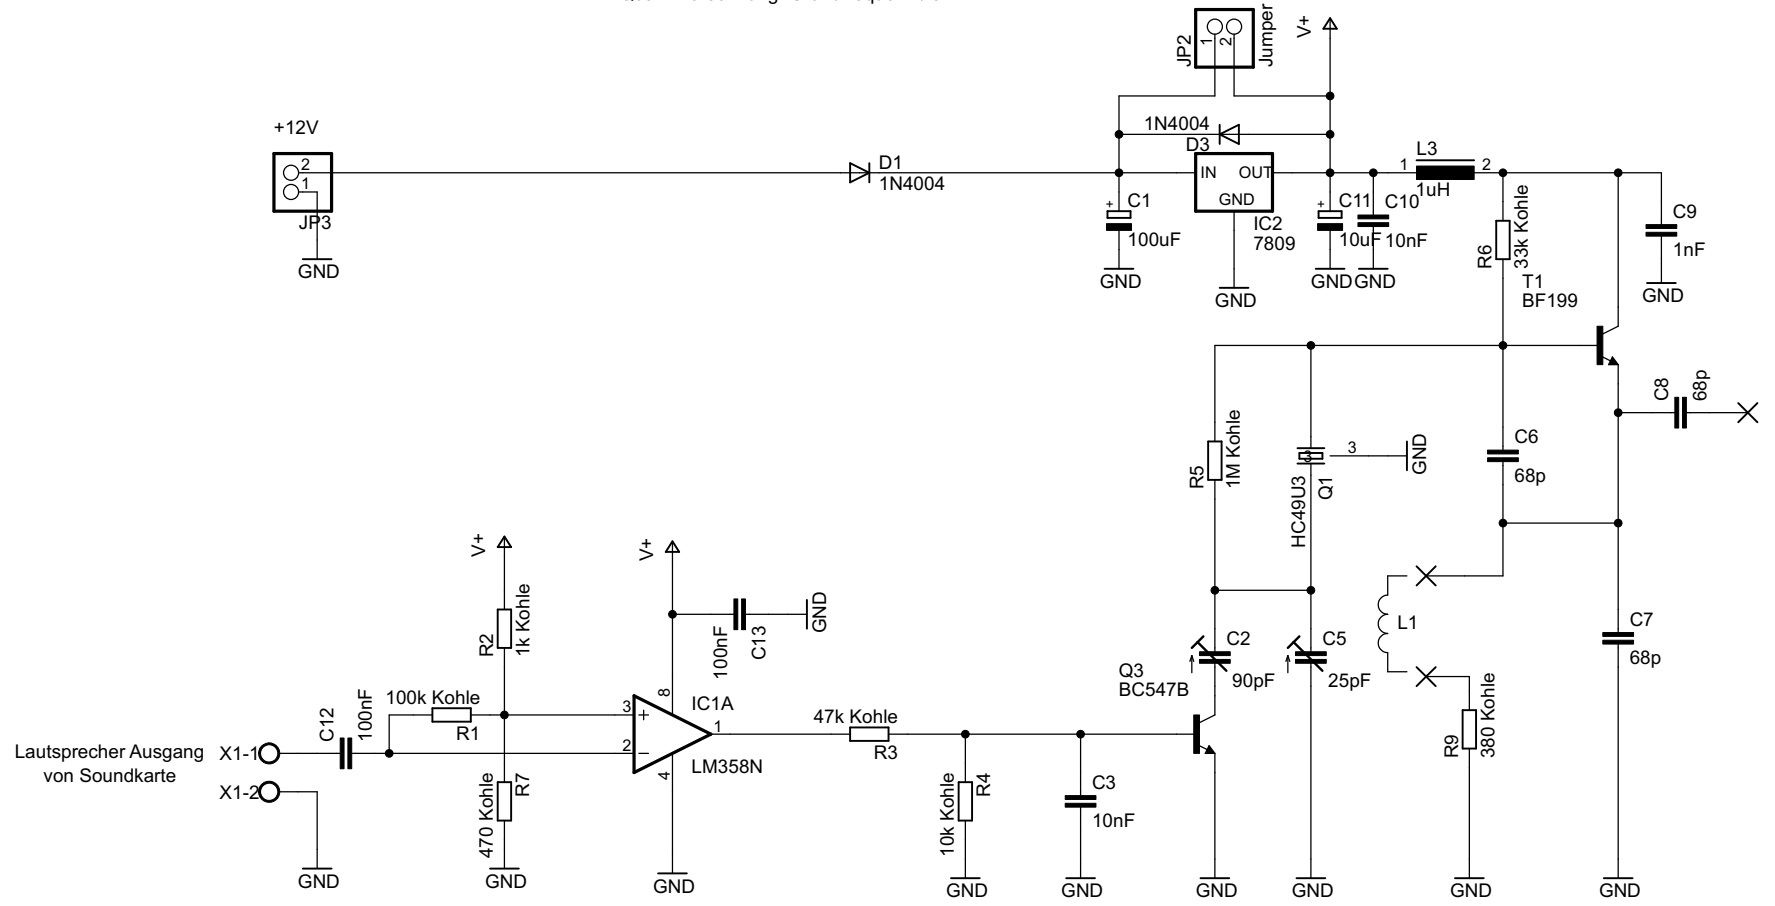 JP2
1
2
Jumper
V+
+12V
2
1
JP3
GND
D1
1N4004
1N4004
D3
IN
OUT
GND
IC2
7809
GND
+
C1
100uF
GND
+
C11
10uF
GND
C10
10nF
GND
L3
1
2
1uH
R6
33k Kohle
T1
BF199
C9
1nF
GND
C8
68p
R5
1M Kohle
3
3
GND
HC49U3
Q1
C6
68p
V+
R2
1k Kohle
V+
100nF
C13
GND
L1
C7
68p
GND
C2
90pF
C5
25pF
GND
Q3
BC547B
GND
R9
380 Kohle
GND
Lautsprecher Ausgang
von Soundkarte
X1-1
X1-2
GND
C12
100nF
100k Kohle
R1
470 Kohle
R7
GND
3
+
2
−
8
4
1
IC1A
LM358N
GND
47k Kohle
R3
10k Kohle
R4
GND
C3
10nF
GND